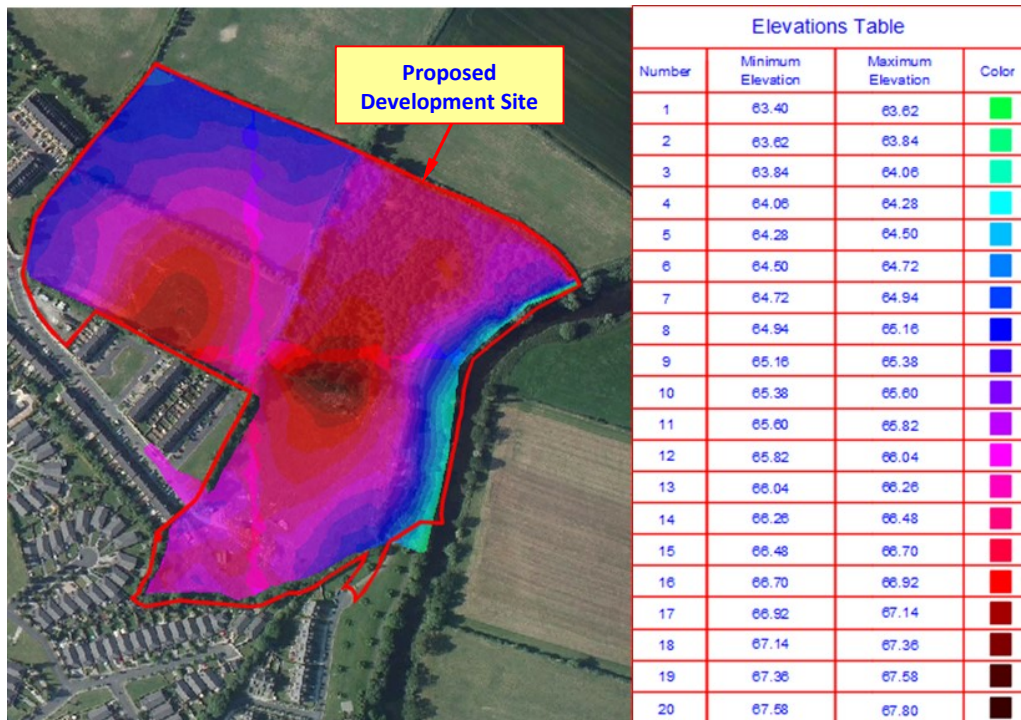 Proposed
Development Site
Elevations Table
Number Minimum Elevation Maximum Elevation Color
1 63.40 63.62
2 63.62 63.84
3 63.84 64.06
4 64.06 64.28
5 64.28 64.50
6 64.50 64.72
7 64.72 64.94
8 64.94 65.16
9 65.16 65.38
10 65.38 65.60
11 65.60 65.82
12 65.82 66.04
13 66.04 66.26
14 66.26 66.48
15 66.48 66.70
16 66.70 66.92
17 66.92 67.14
18 67.14 67.36
19 67.36 67.58
20 67.58 67.80